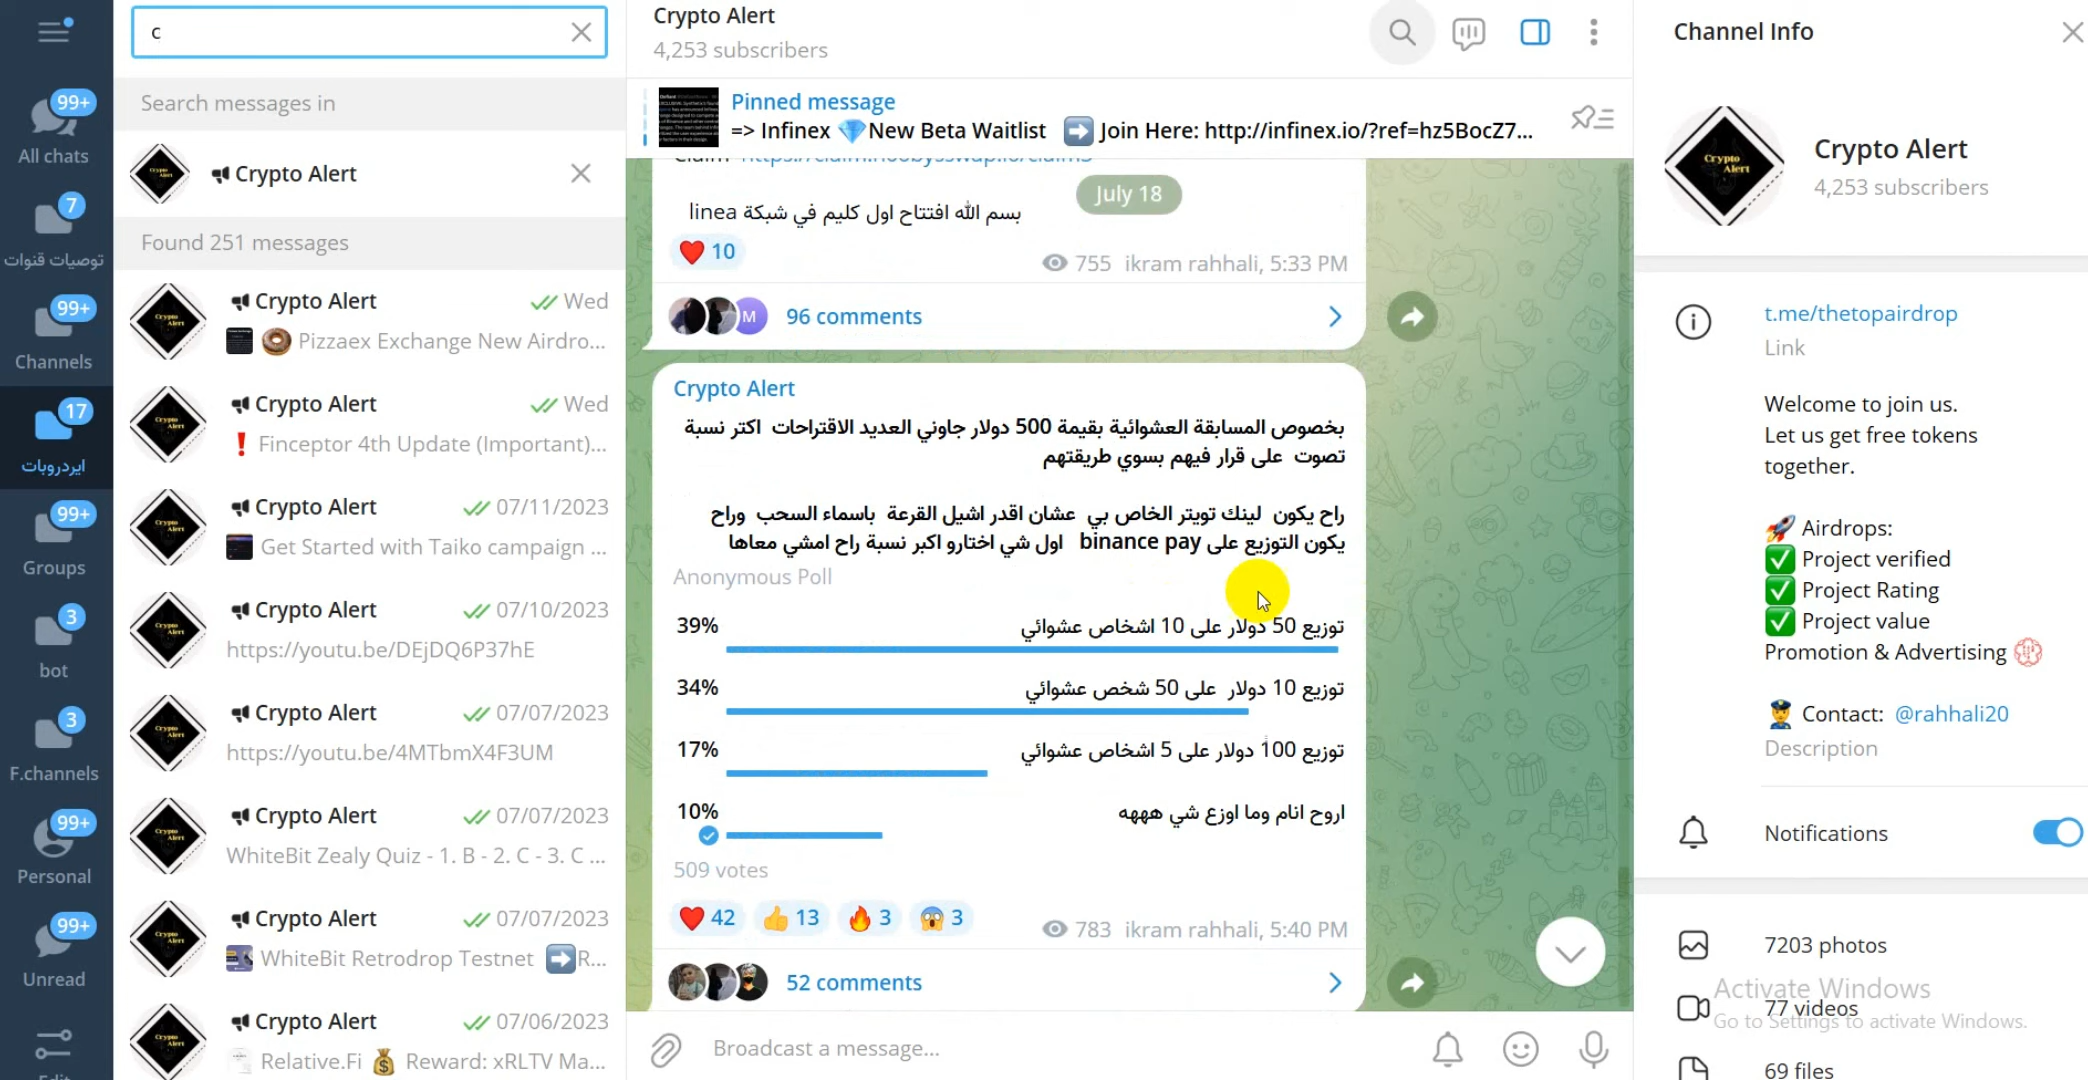 99+
All chats
7
توصيات قنوات
99+
Channels
17
ايردروبات
99+
Groups
3
bot
3
F.channels
99+
Personal
99+
Unread
c
Search messages in
Crypto Alert
Found 251 messages
Crypto Alert Wed
🍩 Pizzaex Exchange New Airdro...
Crypto Alert Wed
❗ Finceptor 4th Update (Important)...
Crypto Alert 07/11/2023
Get Started with Taiko campaign ...
Crypto Alert 07/10/2023
https://youtu.be/DEjDQ6P37hE
Crypto Alert 07/07/2023
https://youtu.be/4MTbmX4F3UM
Crypto Alert 07/07/2023
WhiteBit Zealy Quiz - 1. B - 2. C - 3. C ...
Crypto Alert 07/07/2023
WhiteBit Retrodrop Testnet ➡️R...
Crypto Alert 07/06/2023
Relative.Fi 💰 Reward: xRLTV Ma...
Crypto Alert
4,253 subscribers
Pinned message
=> Infinex 💎New Beta Waitlist ➡️ Join Here: http://infinex.io/?ref=hz5BocZ7...
July 18
بسم الله افتتاح اول كليم في شبكة linea
❤️ 10
755 ikram rahhali, 5:33 PM
M
96 comments
Crypto Alert
بخصوص المسابقة العشوائية بقيمة 500 دولار جاوني العديد الاقتراحات اكتر نسبة
تصوت على قرار فيهم بسوي طريقتهم
راح يكون لينك تويتر الخاص بي عشان اقدر اشيل القرعة باسماء السحب وراح
يكون التوزيع على binance pay اول شي اختارو اكبر نسبة راح امشي معاها
Anonymous Poll
39% توزيع 50 دولار على 10 اشخاص عشوائي
34% توزيع 10 دولار على 50 شخص عشوائي
17% توزيع 100 دولار على 5 اشخاص عشوائي
10% اروح انام وما اوزع شي هههه
509 votes
❤️ 42 👍 13 🔥 3 😱 3
783 ikram rahhali, 5:40 PM
52 comments
Broadcast a message...
Channel Info
Crypto Alert
Crypto Alert
4,253 subscribers
t.me/thetopairdrop
Link
Welcome to join us.
Let us get free tokens
together.
🚀 Airdrops:
✅ Project verified
✅ Project Rating
✅ Project value
Promotion & Advertising
👮 Contact: @rahhali20
Description
Notifications
7203 photos
77 videos
69 files
Activate Windows
Go to Settings to activate Windows.